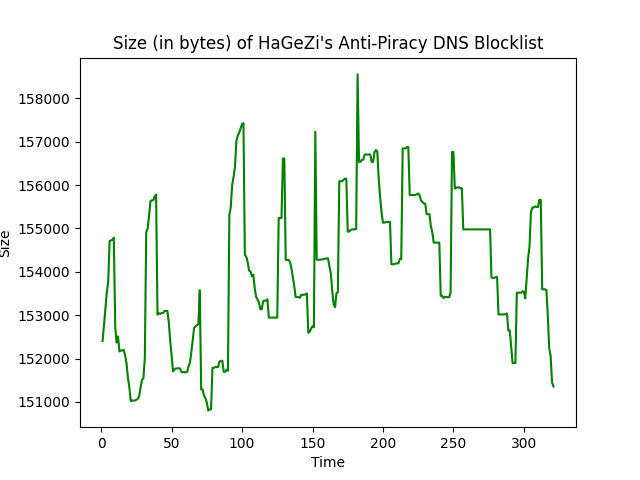 Size (in bytes) of HaGeZi's Anti-Piracy DNS Blocklist
158000
157000
156000
155000
154000
153000
152000
151000
Size
0 50 100 150 200 250 300
Time